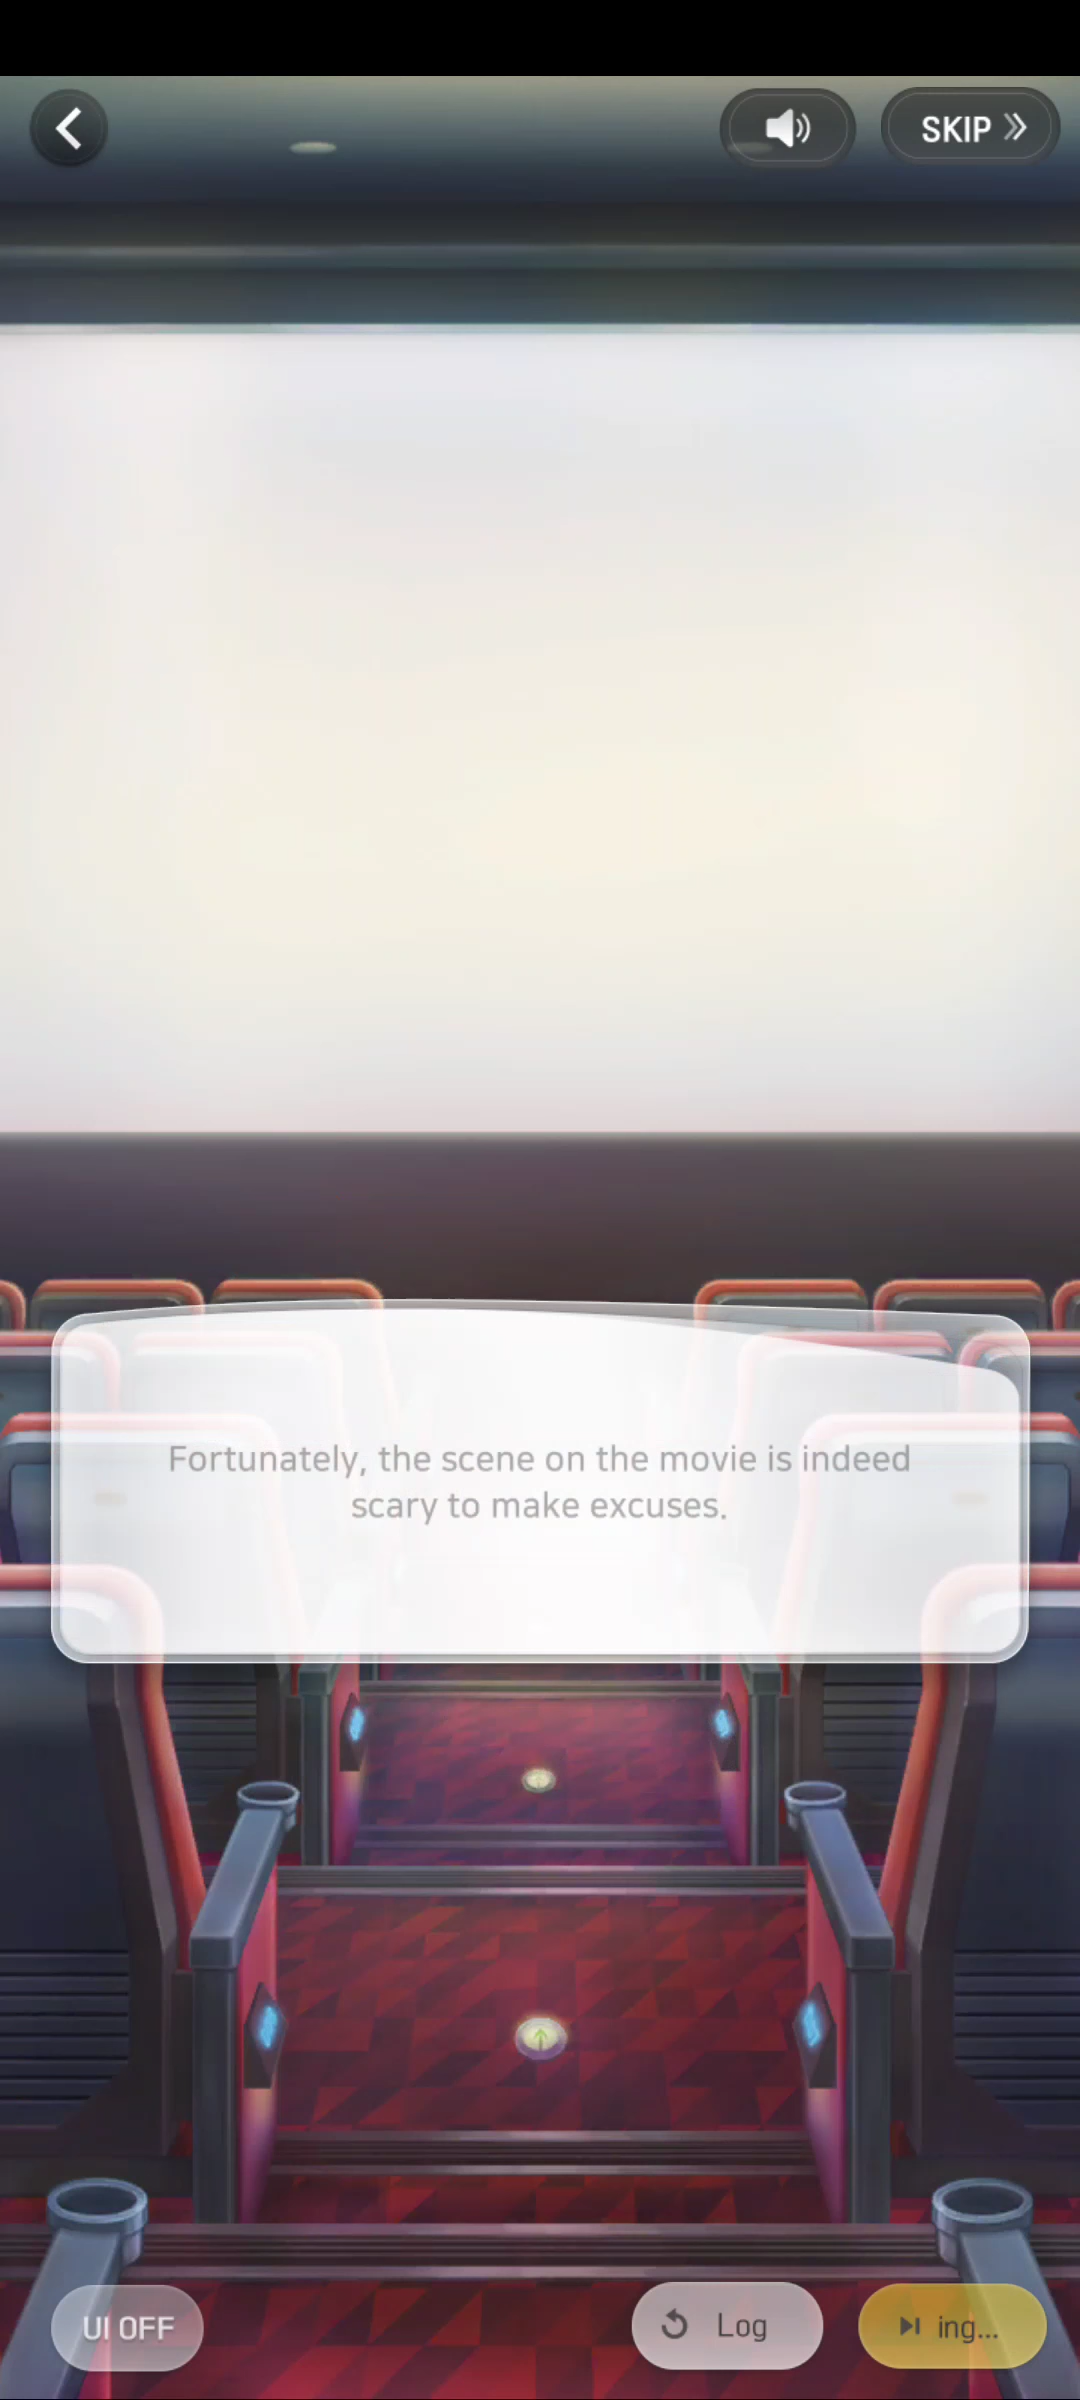 SKIP
Fortunately, the scene on the movie is indeed
scary to make excuses.
UI OFF
Log
ing...